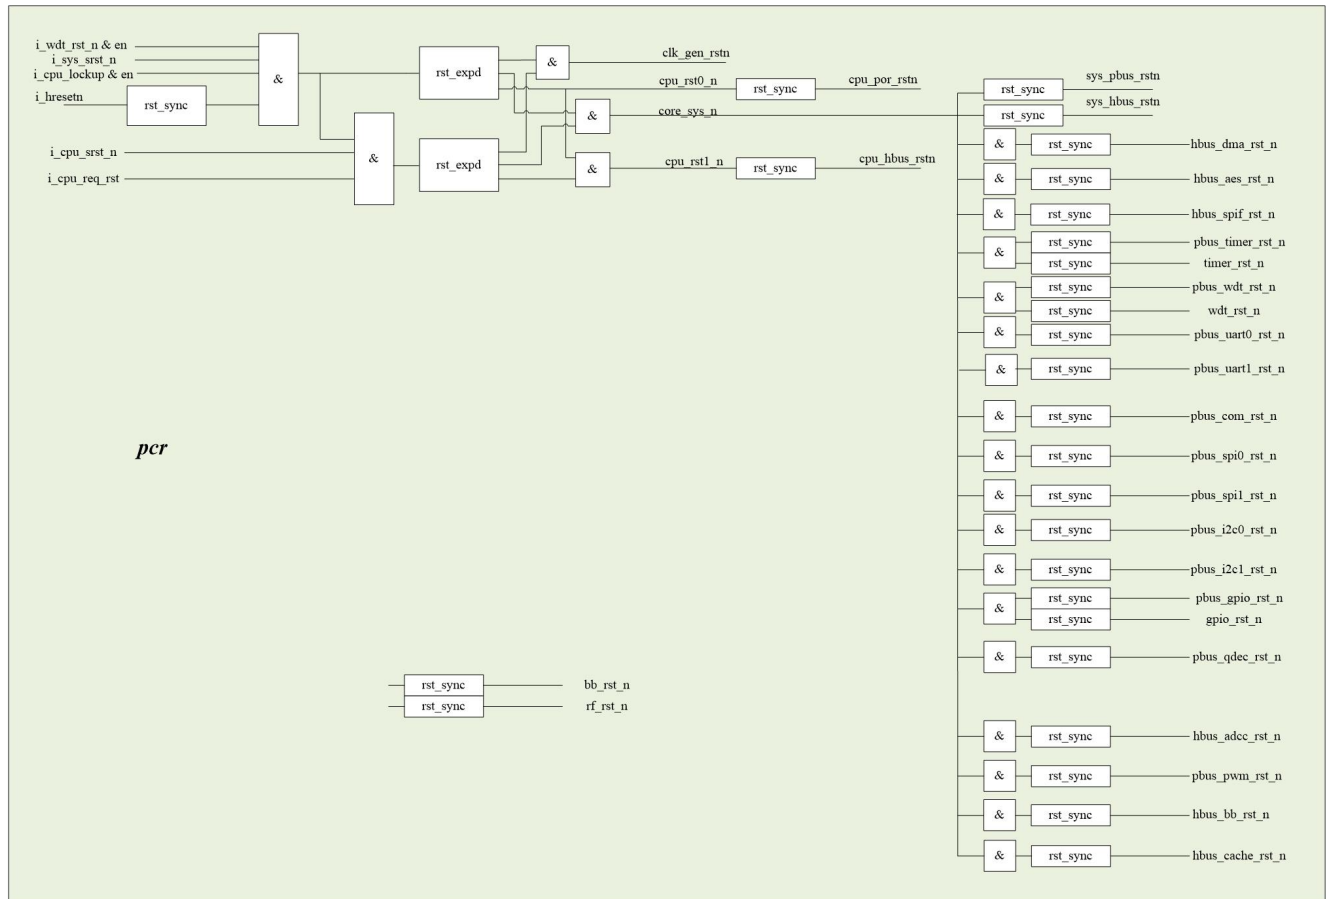 i_wdt_rst_n & en
i_sys_srst_n
i_cpu_lockup & en
i_hresetn
rst_sync
&
i_cpu_srst_n
i_cpu_req_rst
&
rst_expd
rst_expd
&
&
&
clk_gen_rstn
cpu_rst0_n
rst_sync
cpu_por_rstn
core_sys_n
cpu_rst1_n
rst_sync
cpu_hbus_rstn
rst_sync
sys_pbus_rstn
rst_sync
sys_hbus_rstn
& rst_sync hbus_dma_rst_n
& rst_sync hbus_aes_rst_n
& rst_sync hbus_spif_rst_n
& rst_sync pbus_timer_rst_n
rst_sync timer_rst_n
& rst_sync pbus_wdt_rst_n
rst_sync wdt_rst_n
& rst_sync pbus_uart0_rst_n
& rst_sync pbus_uart1_rst_n
& rst_sync pbus_com_rst_n
& rst_sync pbus_spi0_rst_n
& rst_sync pbus_spi1_rst_n
& rst_sync pbus_i2c0_rst_n
& rst_sync pbus_i2c1_rst_n
& rst_sync pbus_gpio_rst_n
rst_sync gpio_rst_n
& rst_sync pbus_qdec_rst_n
& rst_sync hbus_adcc_rst_n
& rst_sync pbus_pwm_rst_n
& rst_sync hbus_bb_rst_n
& rst_sync hbus_cache_rst_n
pcr
rst_sync bb_rst_n
rst_sync rf_rst_n